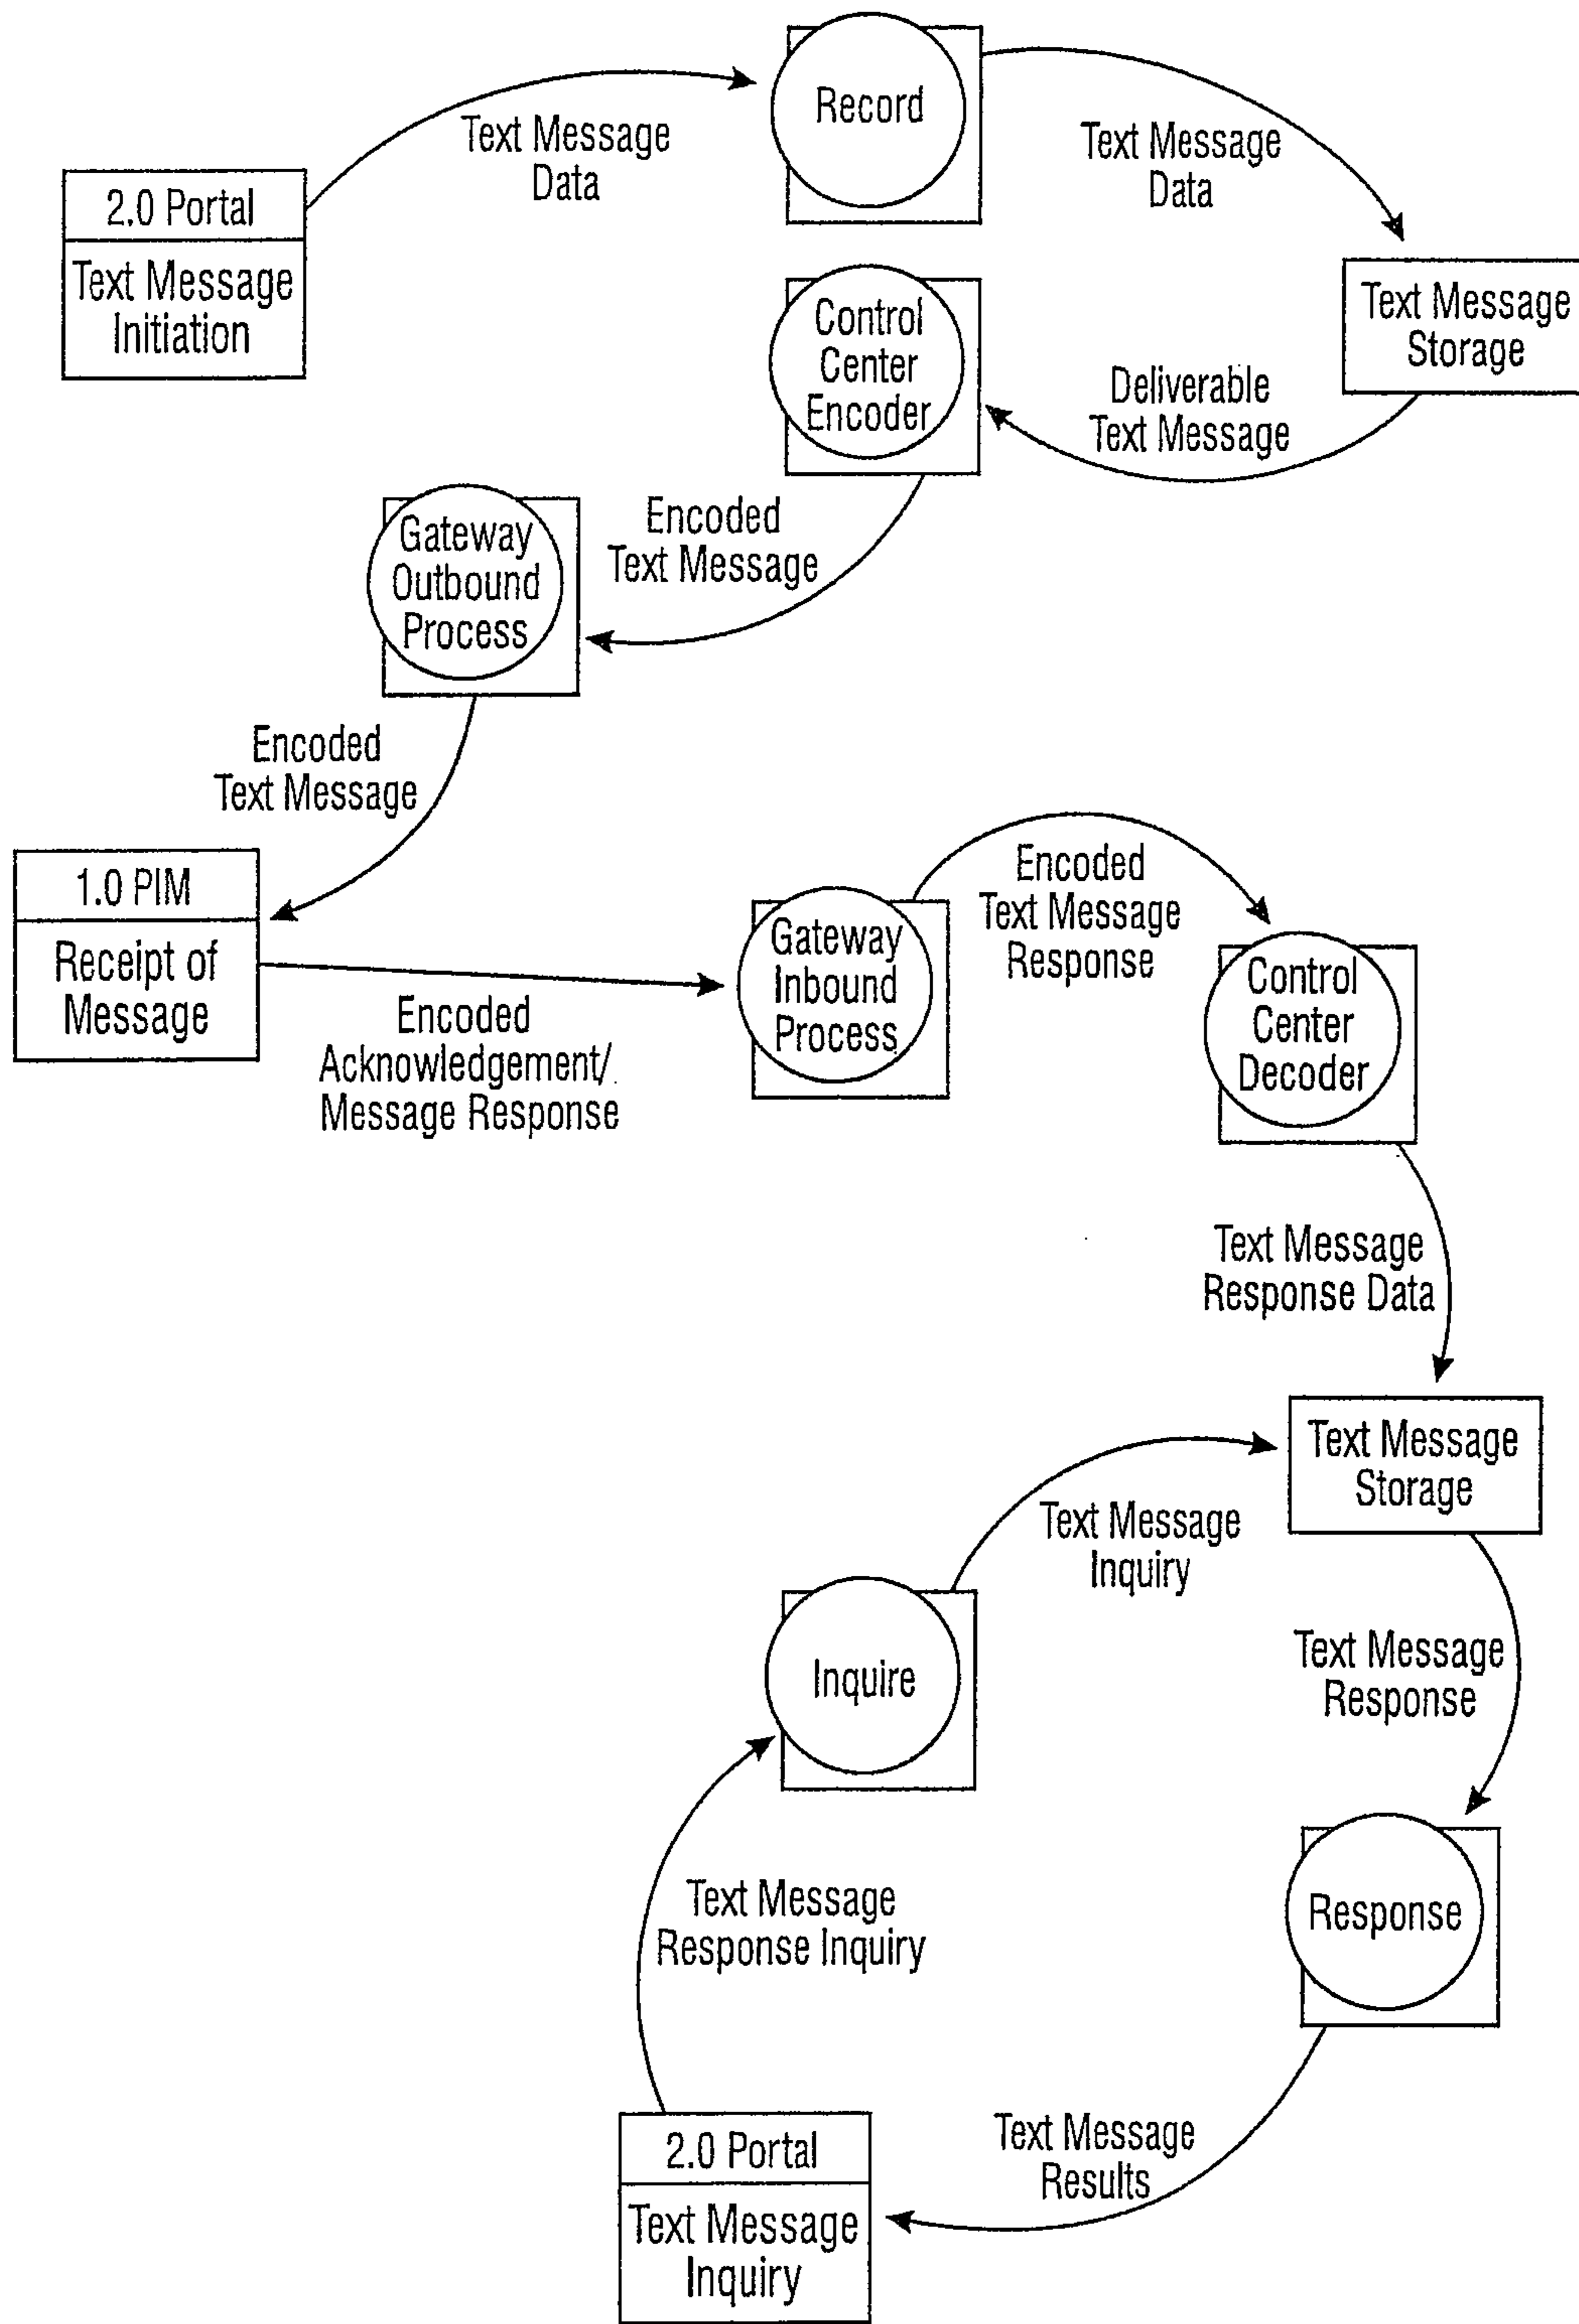 Record
Text Message
Data
Text Message
Data
2.0 Portal
Text Message
Initiation
Control
Center
Encoder
Text Message
Storage
Deliverable
Text Message
Encoded
Text Message
Gateway
Outbound
Process
Encoded
Text Message
1.0 PIM
Receipt of
Message
Encoded
Acknowledgement/
Message Response
Gateway
Inbound
Process
Encoded
Text Message
Response
Control
Center
Decoder
Text Message
Response Data
Text Message
Storage
Text Message
Inquiry
Inquire
Text Message
Response
Response
Text Message
Response Inquiry
2.0 Portal
Text Message
Inquiry
Text Message
Results